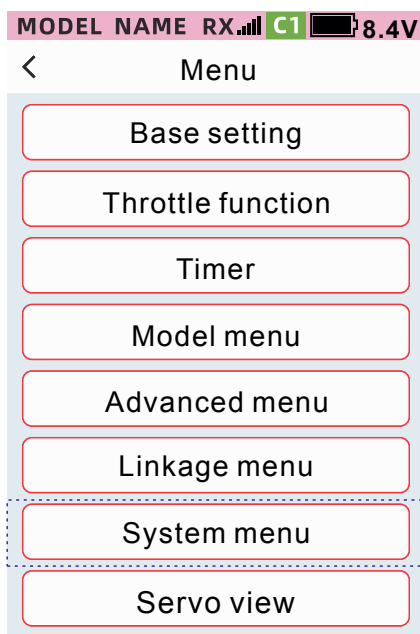 MODEL NAME RX C1 8.4V
Menu
Base setting
Throttle function
Timer
Model menu
Advanced menu
Linkage menu
System menu
Servo view